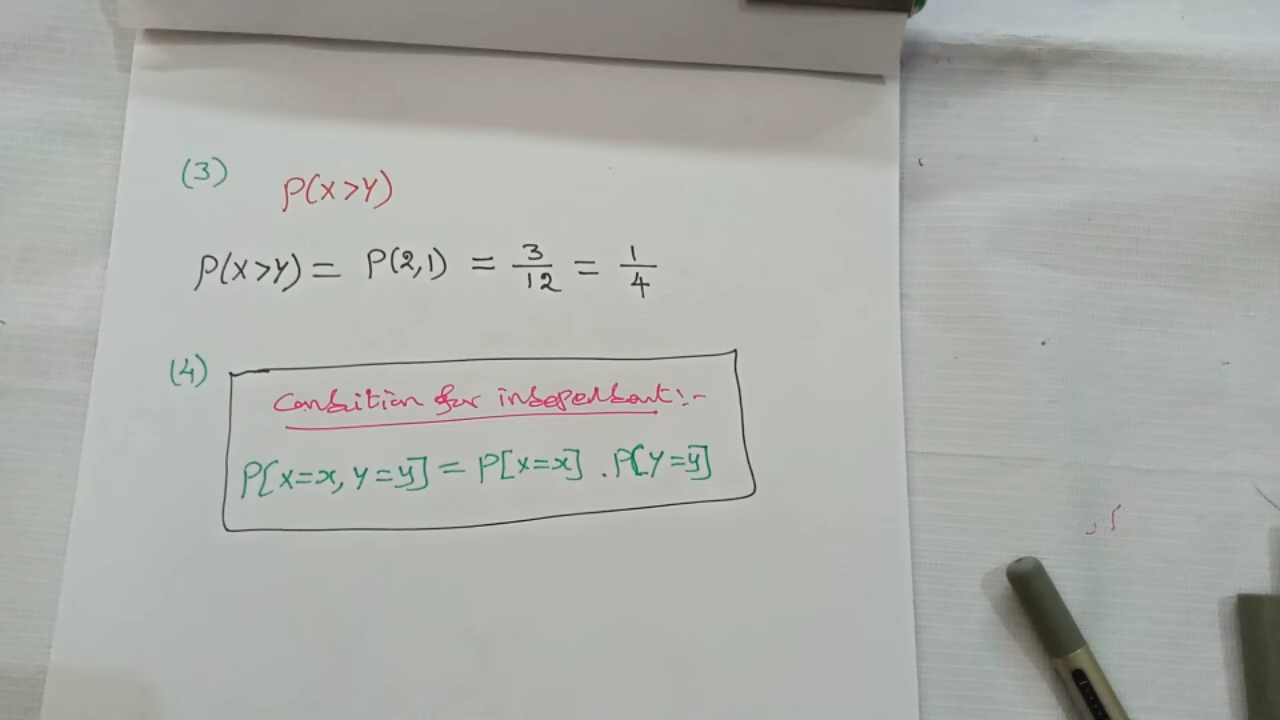 (3) P(X>Y)
P(X>Y) = P(2,1) = 3/12 = 1/4
(4) Condition for independent:-
P[X=x, Y=y] = P[X=x] . P[Y=y]